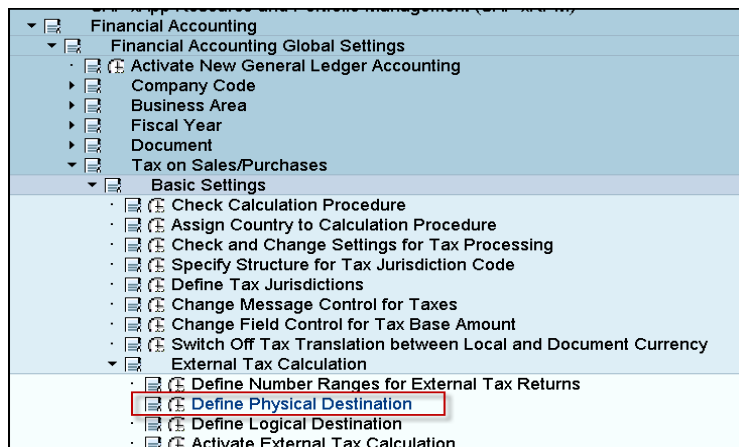 Financial Accounting
Financial Accounting Global Settings
Activate New General Ledger Accounting
Company Code
Business Area
Fiscal Year
Document
Tax on Sales/Purchases
Basic Settings
Check Calculation Procedure
Assign Country to Calculation Procedure
Check and Change Settings for Tax Processing
Specify Structure for Tax Jurisdiction Code
Define Tax Jurisdictions
Change Message Control for Taxes
Change Field Control for Tax Base Amount
Switch Off Tax Translation between Local and Document Currency
External Tax Calculation
Define Number Ranges for External Tax Returns
Define Physical Destination
Define Logical Destination
Activate External Tax Calculation